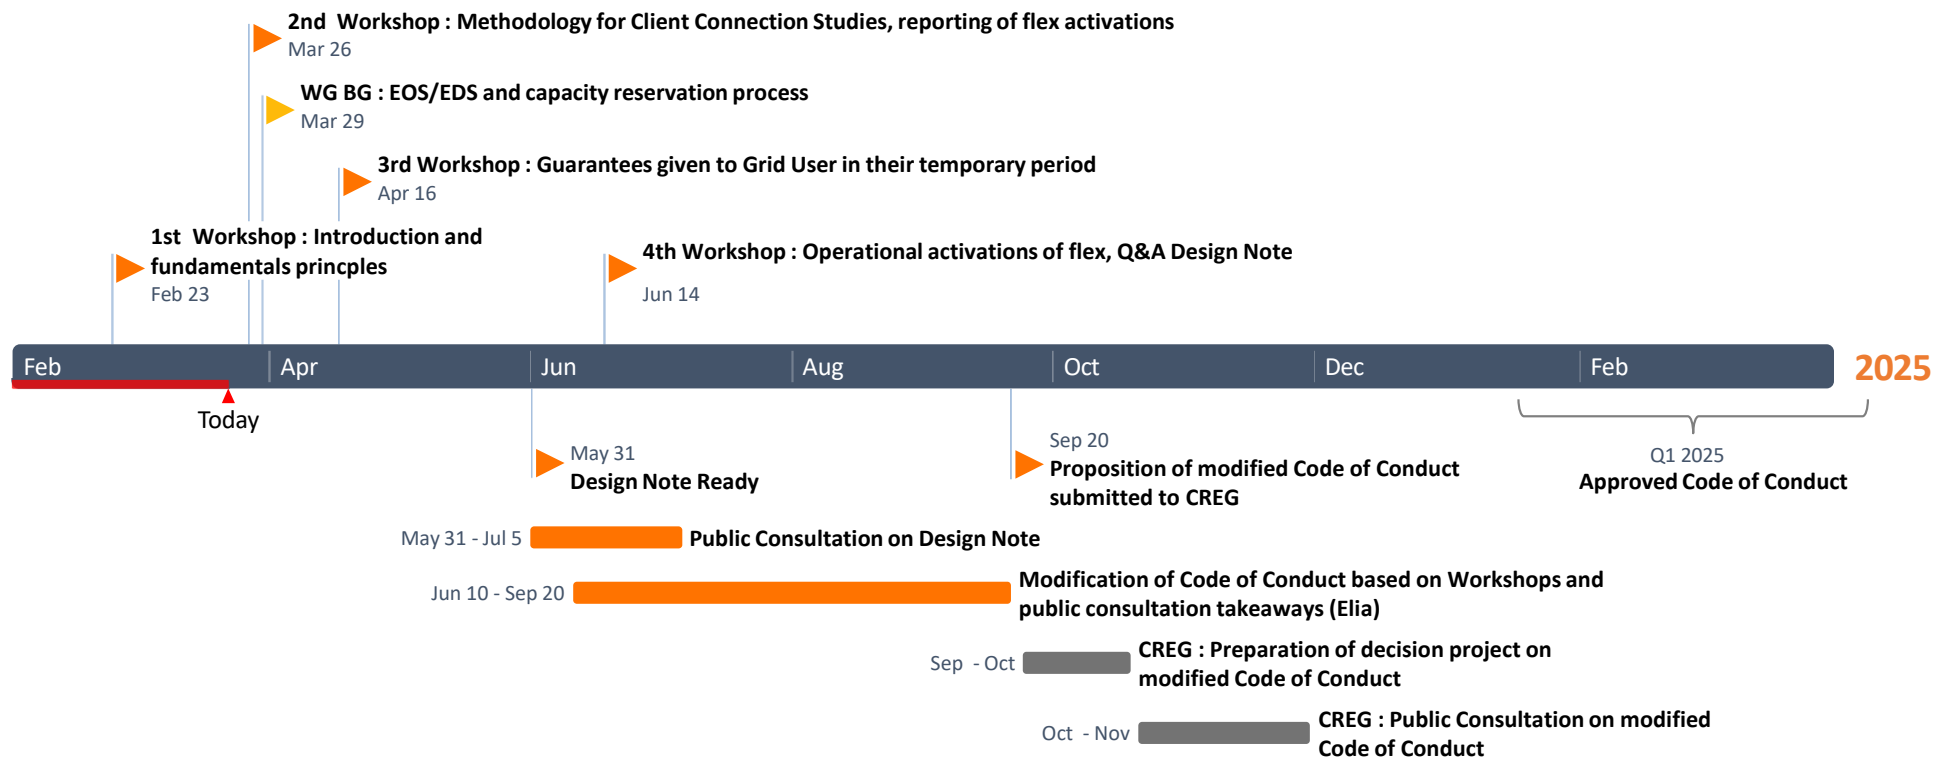 2nd  Workshop : Methodology for Client Connection Studies, reporting of flex activations
Mar 26
WG BG : EOS/EDS and capacity reservation process
Mar 29
3rd Workshop : Guarantees given to Grid User in their temporary period
Apr 16
1st  Workshop : Introduction and
fundamentals princples
Feb 23
4th Workshop : Operational activations of flex, Q&A Design Note
Jun 14
Feb Apr Jun Aug Oct Dec Feb 2025
Today
May 31
Design Note Ready
Sep 20
Proposition of modified Code of Conduct
submitted to CREG
Q1 2025
Approved Code of Conduct
May 31 - Jul 5 Public Consultation on Design Note
Jun 10 - Sep 20 Modification of Code of Conduct based on Workshops and
public consultation takeaways (Elia)
Sep  - Oct CREG : Preparation of decision project on
modified Code of Conduct
Oct  - Nov CREG : Public Consultation on modified
Code of Conduct